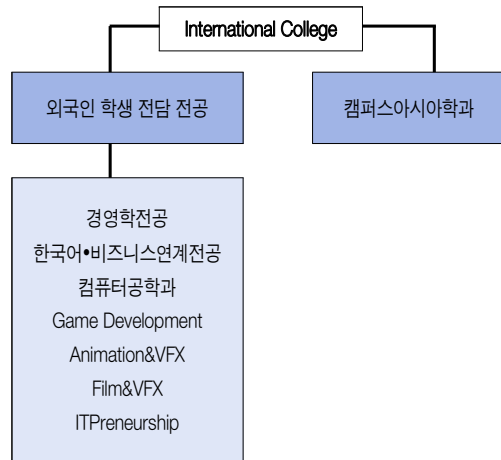 International College
외국인 학생 전담 전공
캠퍼스아시아학과
경영학전공
한국어•비즈니스연계전공
컴퓨터공학과
Game Development
Animation&VFX
Film&VFX
ITPreneurship